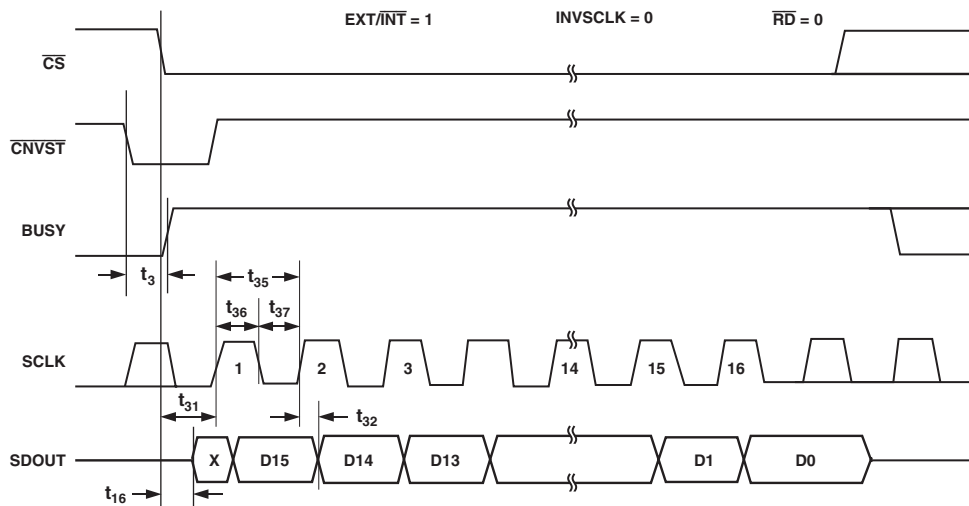 EXT/INT = 1 INVSCLK = 0 RD = 0
CS
CNVST
BUSY
t3
t35
t36 t37
SCLK 1 2 3 14 15 16
t31
t32
SDOUT X D15 D14 D13 D1 D0
t16